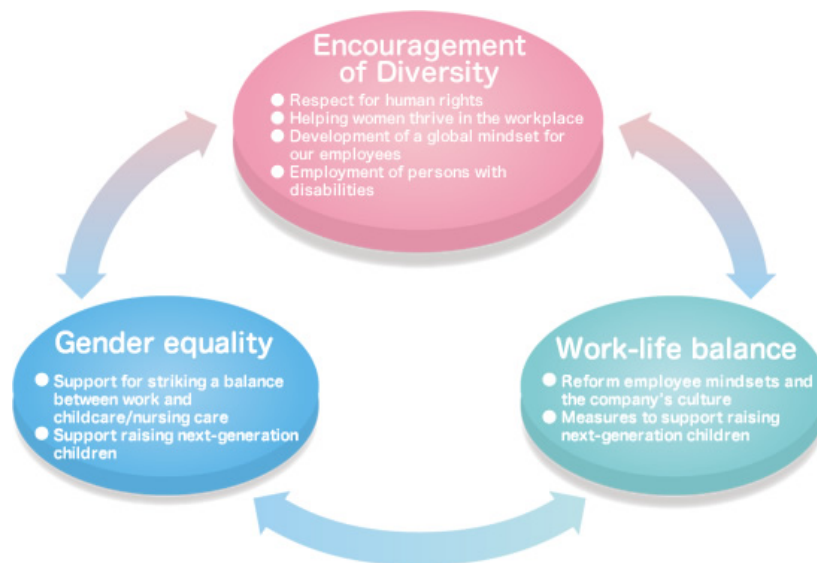 Encouragement
of Diversity
● Respect for human rights
● Helping women thrive in the workplace
● Development of a global mindset for
our employees
● Employment of persons with
disabilities
Gender equality
● Support for striking a balance
between work and
childcare/nursing care
● Support raising next-generation
children
Work-life balance
● Reform employee mindsets and
the company's culture
● Measures to support raising
next-generation children